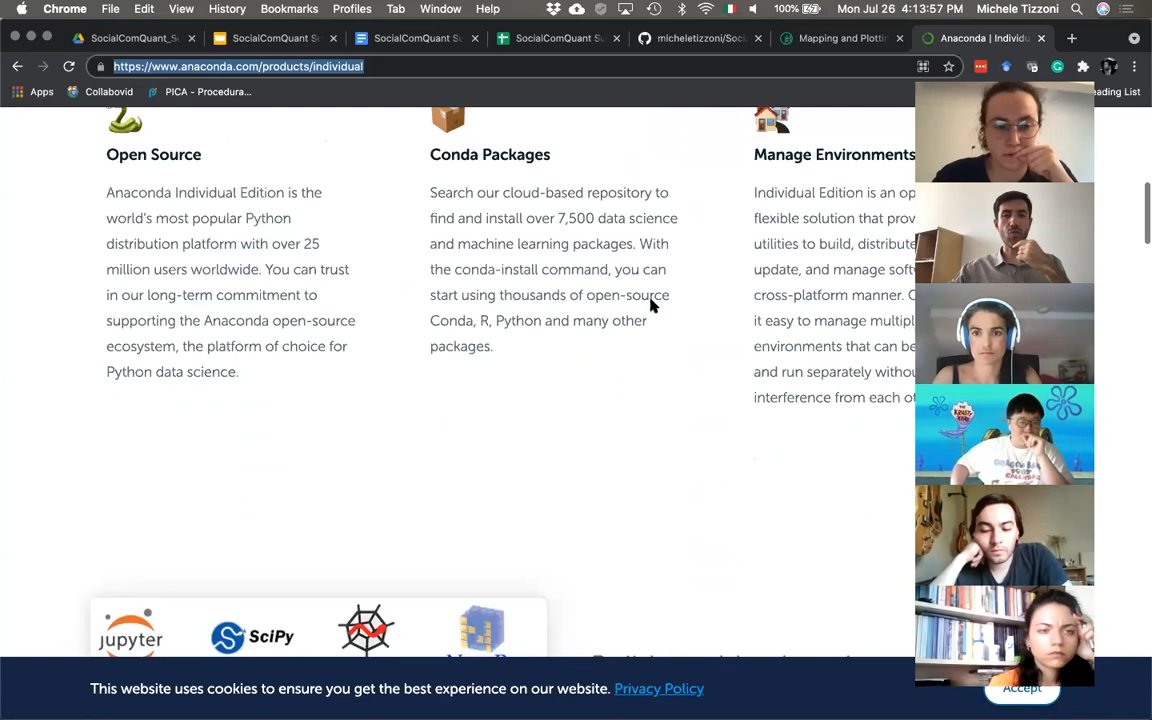 Chrome File Edit View History Bookmarks Profiles Tab Window Help 100% Mon Jul 26 4:13:57 PM Michele Tizzoni
SocialComQuant_S SocialComQuant Su SocialComQuant Su SocialComQuant Su micheletizzoni/Soci Mapping and Plottin Anaconda | Individu
https://www.anaconda.com/products/individual
Apps Collabovid PICA - Procedura... eading List
Open Source
Anaconda Individual Edition is the
world's most popular Python
distribution platform with over 25
million users worldwide. You can trust
in our long-term commitment to
supporting the Anaconda open-source
ecosystem, the platform of choice for
Python data science.
Conda Packages
Search our cloud-based repository to
find and install over 7,500 data science
and machine learning packages. With
the conda-install command, you can
start using thousands of open-source
Conda, R, Python and many other
packages.
Manage Environments
Individual Edition is an op
flexible solution that prov
utilities to build, distribute
update, and manage soft
cross-platform manner. C
it easy to manage multipl
environments that can be
and run separately withou
interference from each ot
jupyter
SciPy
This website uses cookies to ensure you get the best experience on our website. Privacy Policy
Accept